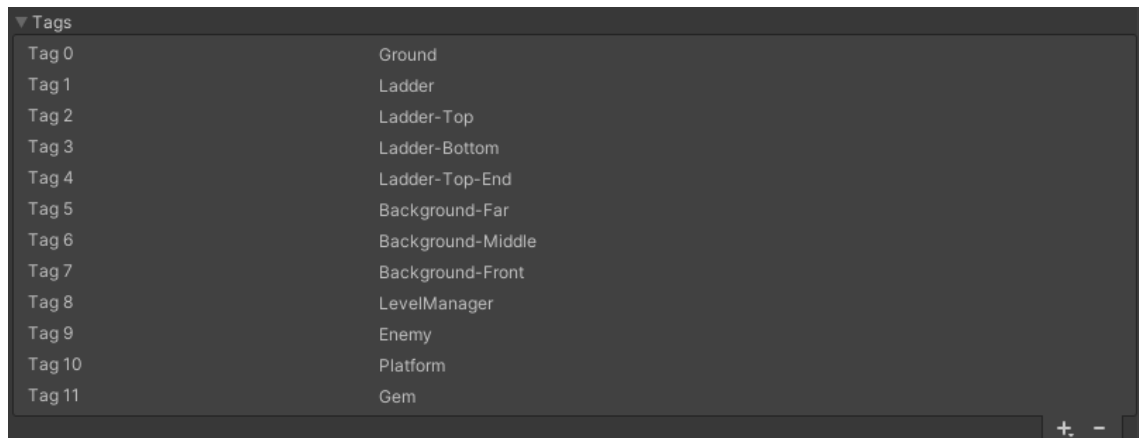 Tags
Tag 0 Ground
Tag 1 Ladder
Tag 2 Ladder-Top
Tag 3 Ladder-Bottom
Tag 4 Ladder-Top-End
Tag 5 Background-Far
Tag 6 Background-Middle
Tag 7 Background-Front
Tag 8 LevelManager
Tag 9 Enemy
Tag 10 Platform
Tag 11 Gem